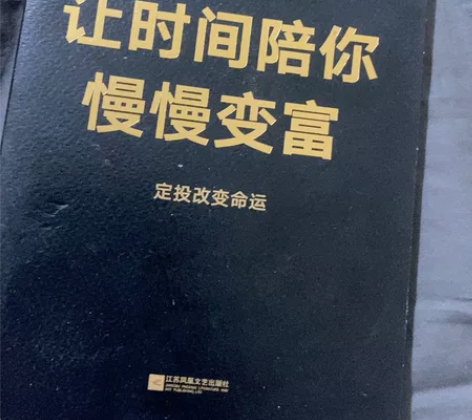 让时间陪你
慢慢变富
定投改变命运
江苏凤凰文艺出版社